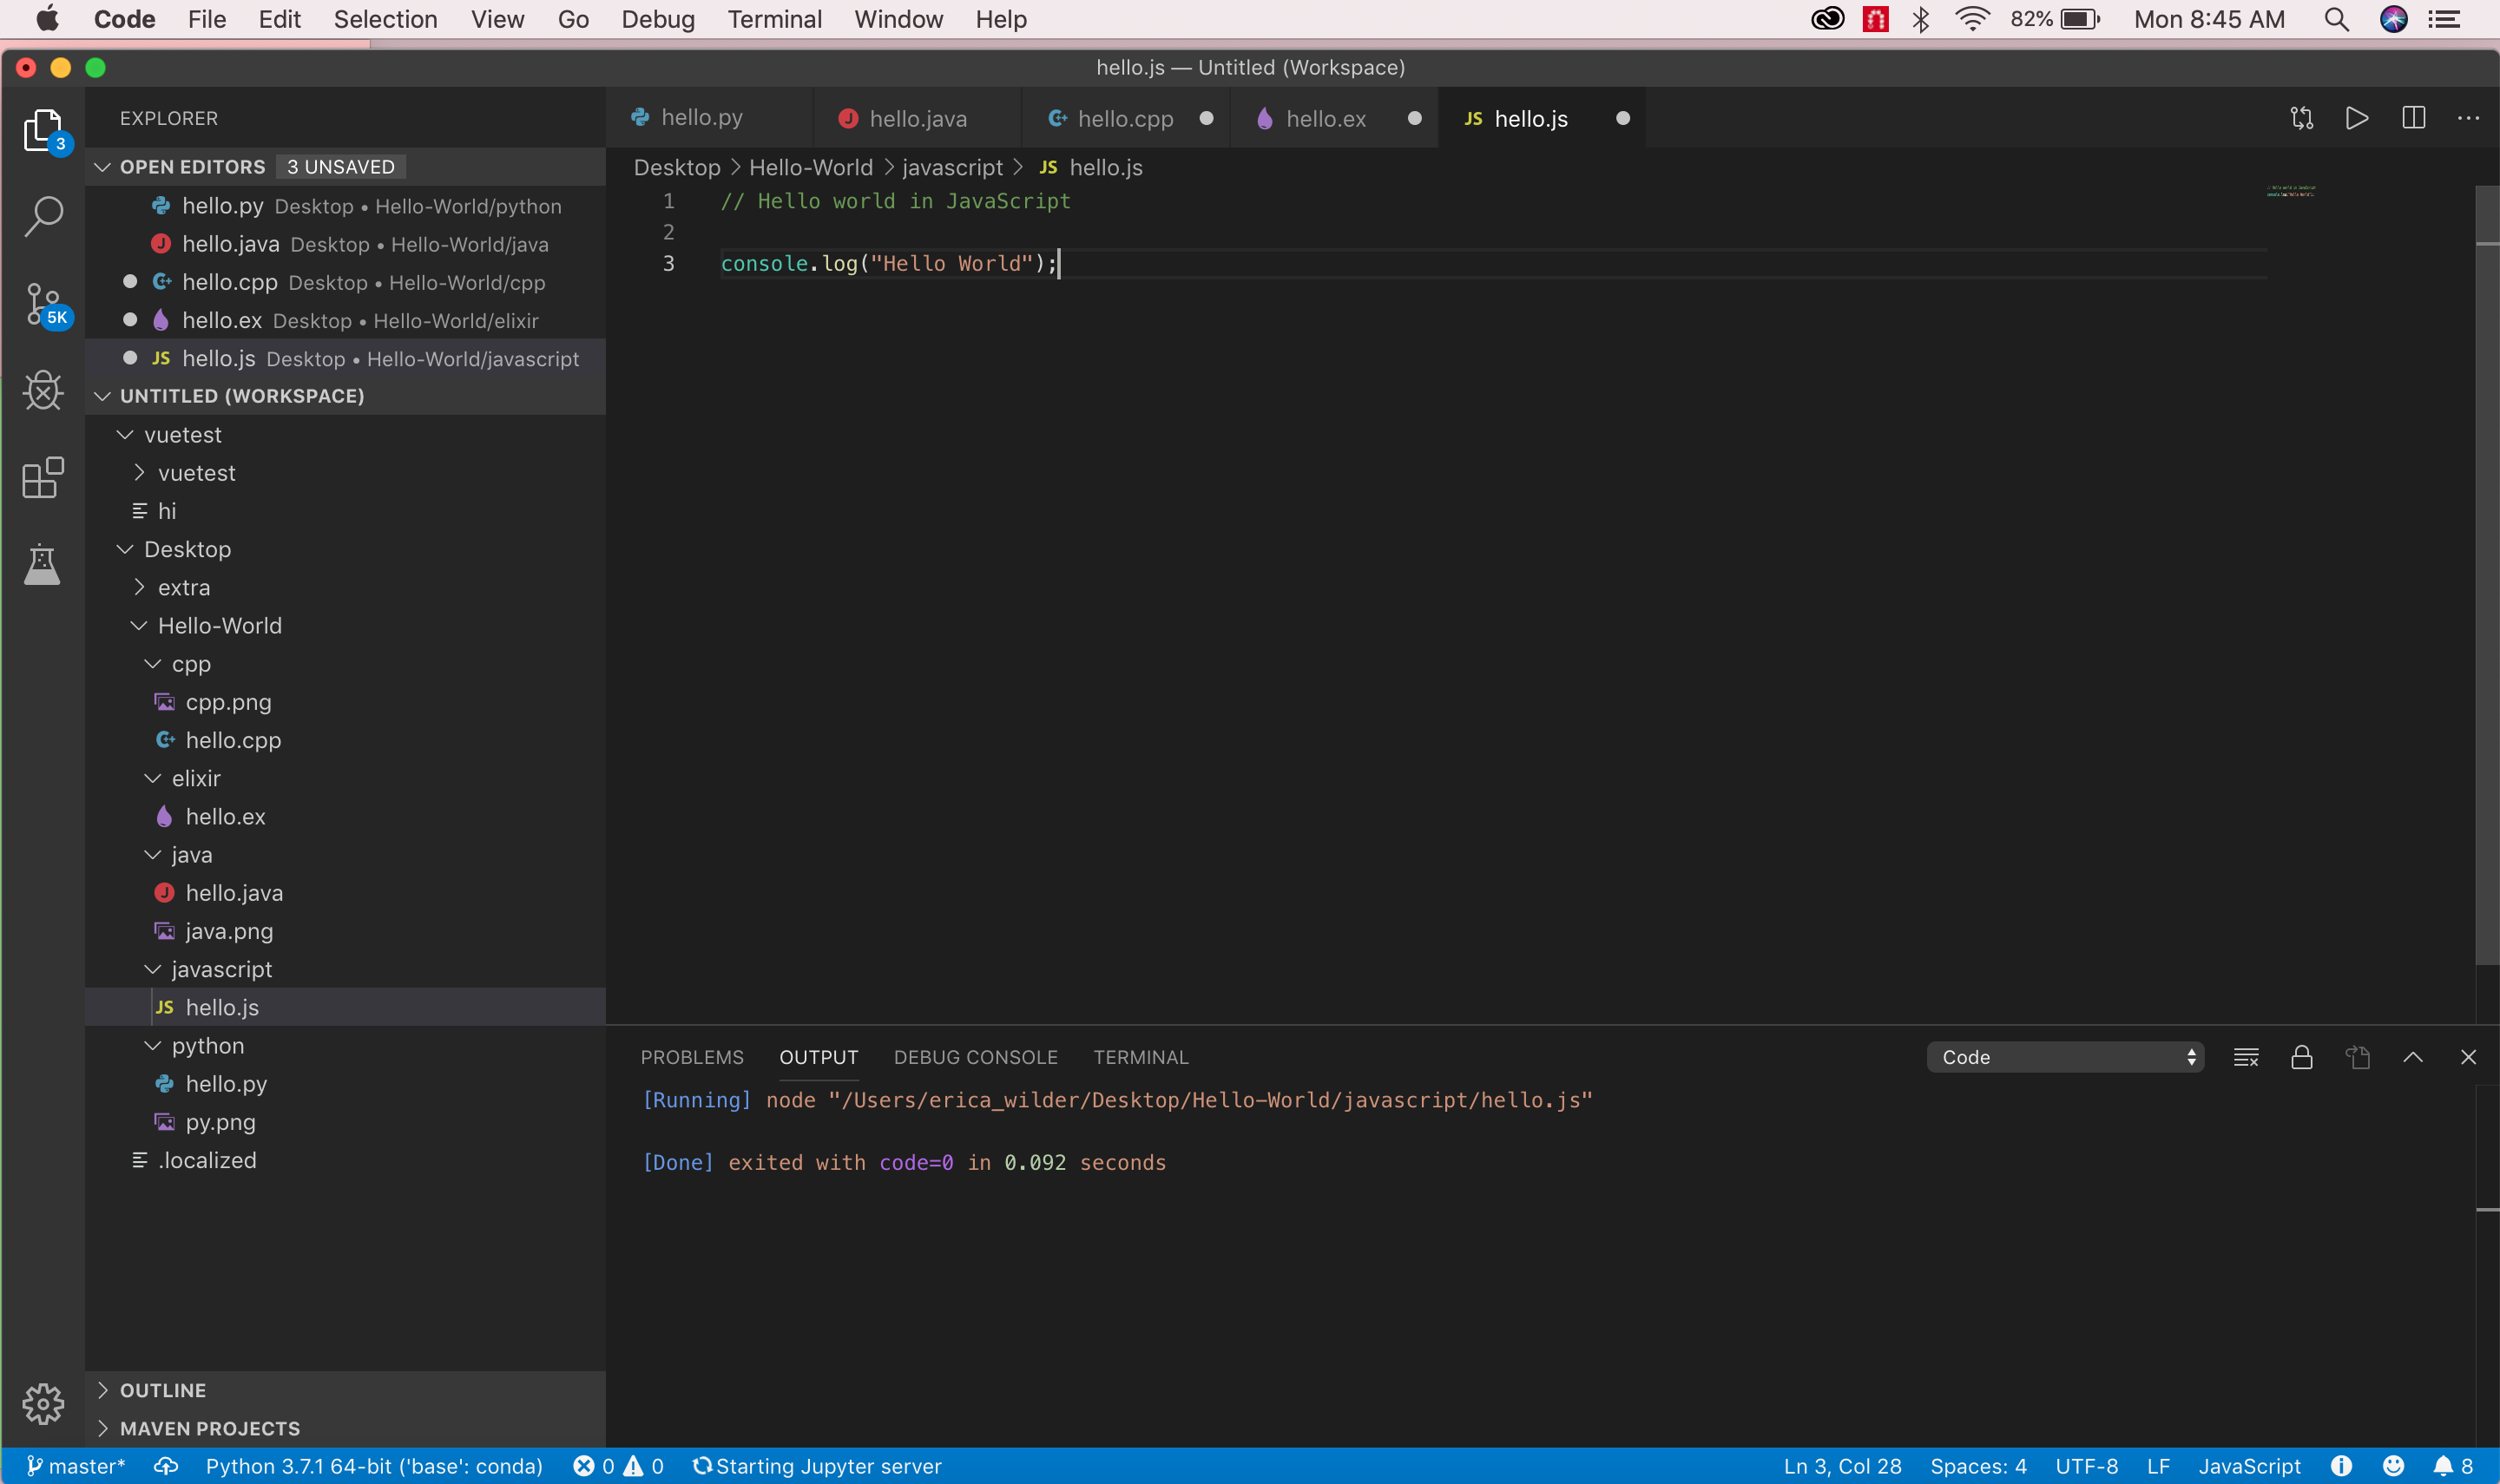 Code File Edit Selection View Go Debug Terminal Window Help 82% Mon 8:45 AM
hello.js — Untitled (Workspace)
3
5K
EXPLORER
OPEN EDITORS 3 UNSAVED
hello.py Desktop • Hello-World/python
hello.java Desktop • Hello-World/java
hello.cpp Desktop • Hello-World/cpp
hello.ex Desktop • Hello-World/elixir
JS hello.js Desktop • Hello-World/javascript
UNTITLED (WORKSPACE)
vuetest
vuetest
hi
Desktop
extra
Hello-World
cpp
cpp.png
hello.cpp
elixir
hello.ex
java
J hello.java
java.png
javascript
JS hello.js
python
hello.py
py.png
.localized
OUTLINE
MAVEN PROJECTS
hello.py hello.java hello.cpp hello.ex JS hello.js
Desktop > Hello-World > javascript > JS hello.js
1 // Hello world in JavaScript
2
3 console.log("Hello World");
PROBLEMS OUTPUT DEBUG CONSOLE TERMINAL Code
[Running] node "/Users/erica_wilder/Desktop/Hello-World/javascript/hello.js"
[Done] exited with code=0 in 0.092 seconds
master* Python 3.7.1 64-bit ('base': conda) 0 0 Starting Jupyter server Ln 3, Col 28 Spaces: 4 UTF-8 LF JavaScript 8